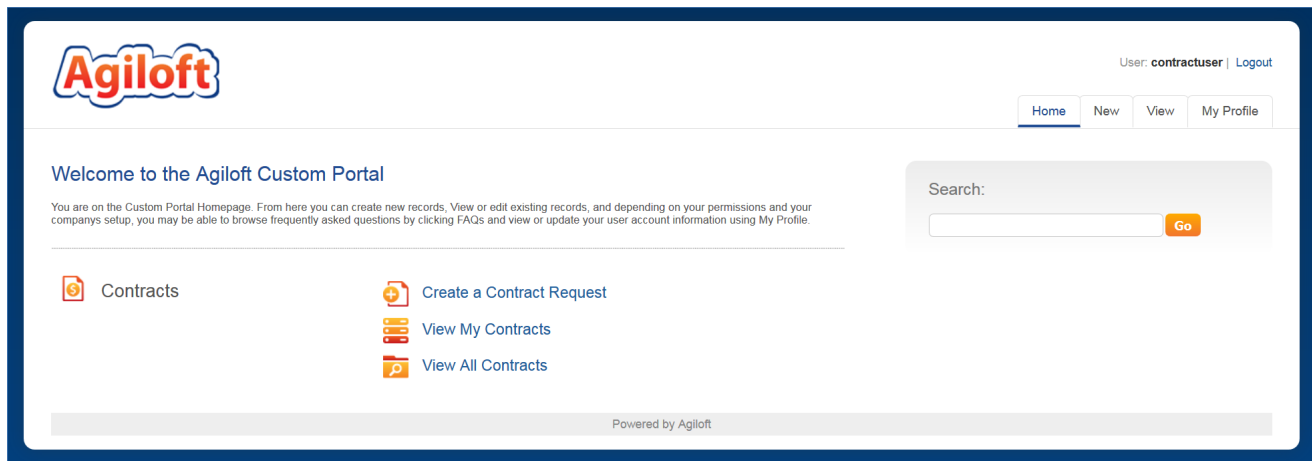 Agiloft
User: contractuser | Logout
Home New View My Profile
Welcome to the Agiloft Custom Portal
You are on the Custom Portal Homepage. From here you can create new records, View or edit existing records, and depending on your permissions and your
companys setup, you may be able to browse frequently asked questions by clicking FAQs and view or update your user account information using My Profile.
Search:
Go
Contracts
Create a Contract Request
View My Contracts
View All Contracts
Powered by Agiloft